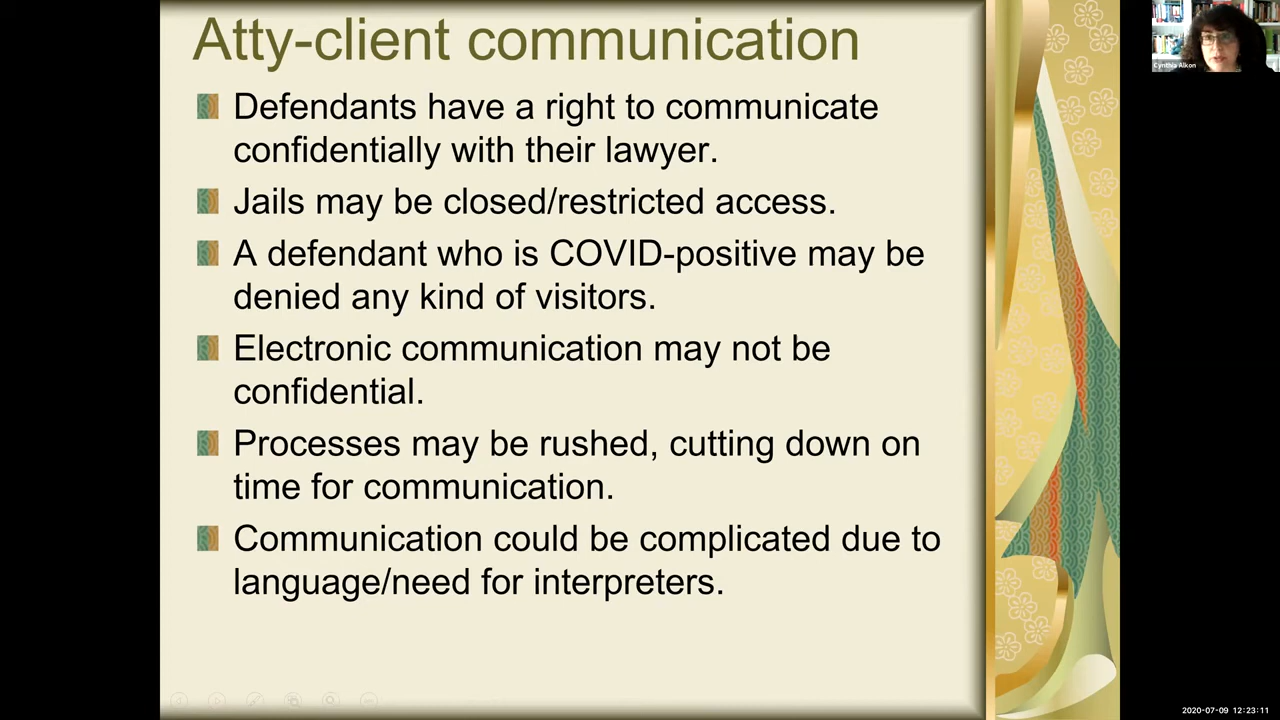 Atty-client communication
Defendants have a right to communicate
confidentially with their lawyer.
Jails may be closed/restricted access.
A defendant who is COVID-positive may be
denied any kind of visitors.
Electronic communication may not be
confidential.
Processes may be rushed, cutting down on
time for communication.
Communication could be complicated due to
language/need for interpreters.
Cynthia Alkon
2020-07-09 12:23:11